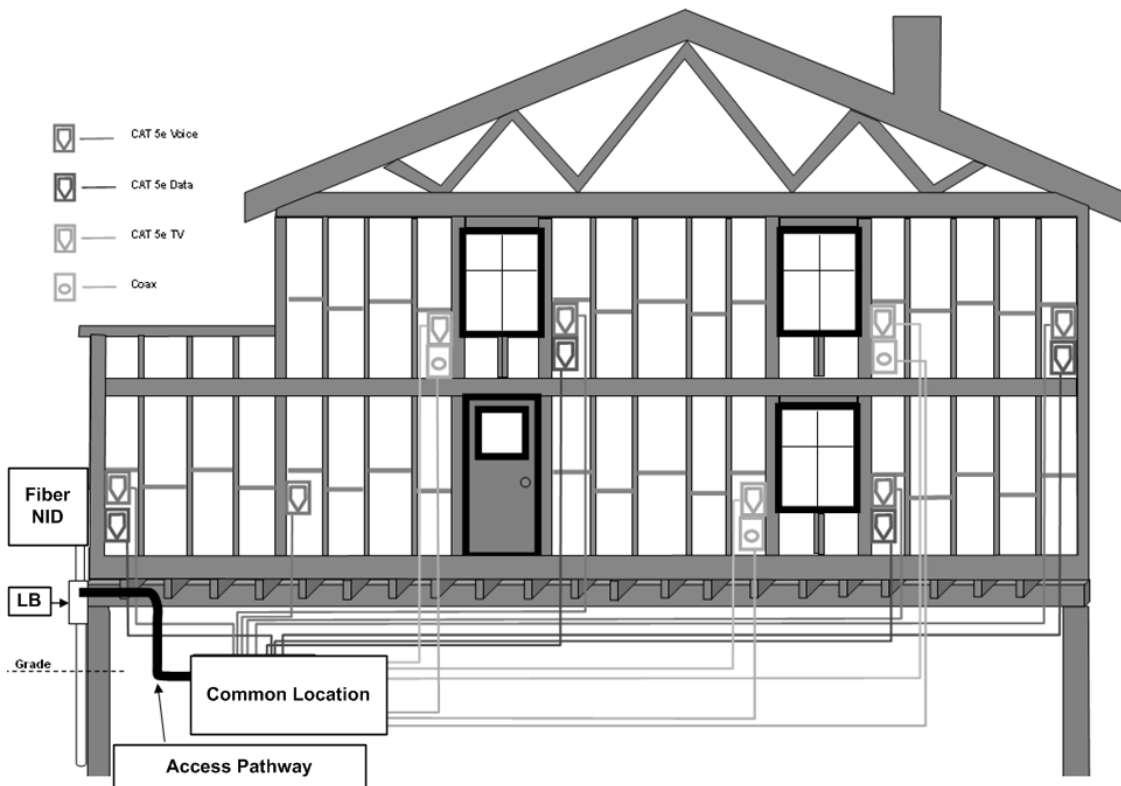 CAT 5e Voice
CAT 5e Data
CAT 5e TV
Coax
Fiber
NID
LB
Grade
Common Location
Access Pathway